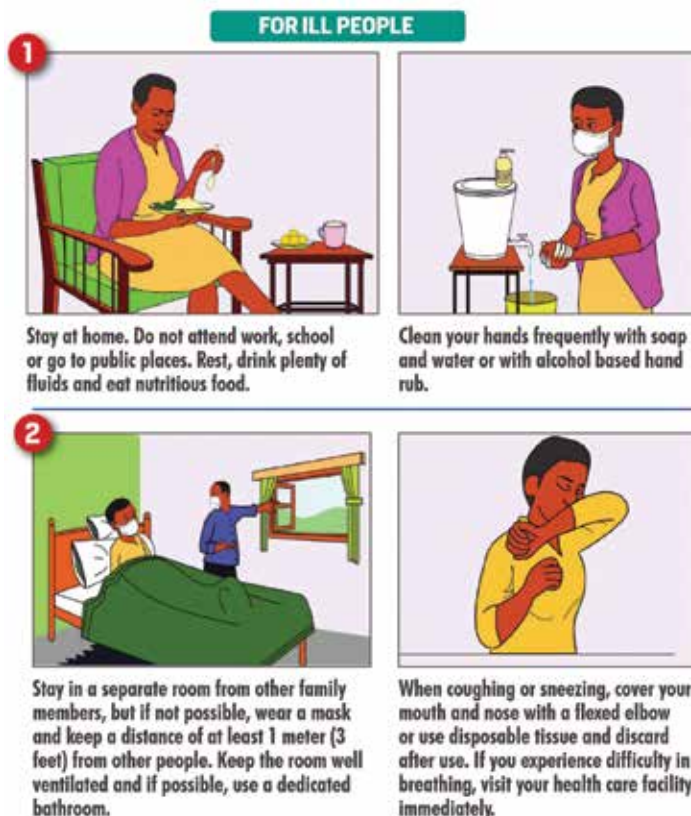 FOR ILL PEOPLE
1
Stay at home. Do not attend work, school
or go to public places. Rest, drink plenty of
fluids and eat nutritious food.
Clean your hands frequently with soap
and water or with alcohol based hand
rub.
2
Stay in a separate room from other family
members, but if not possible, wear a mask
and keep a distance of at least 1 meter (3
feet) from other people. Keep the room well
ventilated and if possible, use a dedicated
bathroom.
When coughing or sneezing, cover your
mouth and nose with a flexed elbow
or use disposable tissue and discard
after use. If you experience difficulty in
breathing, visit your health care facility
immediately.